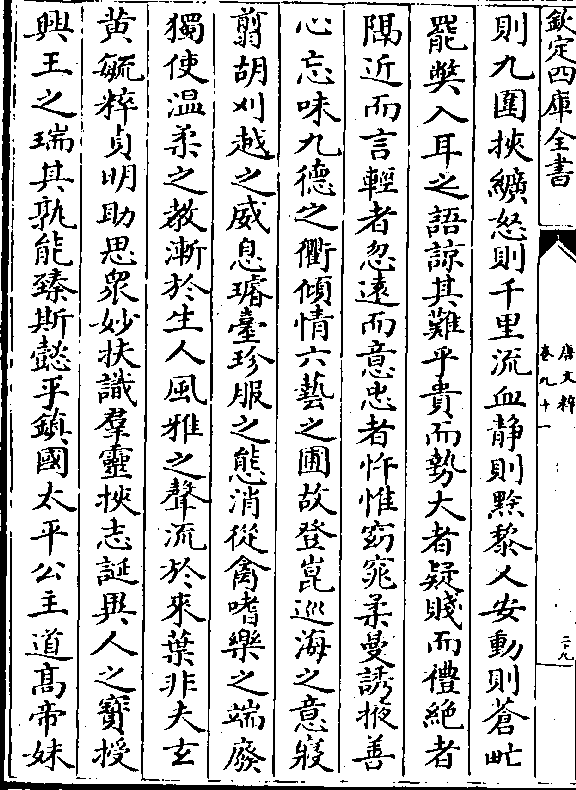 欽定四庫全書
唐文粹
卷九十一
二十九
則九圍挾纊怒則千里流血静則黔黎人安動則蒼甿
罷獘入耳之語諒其難乎貴而勢大者疑賤而禮絶者
隔近而言輕者忽遠而意忠者忤惟窈窕柔曼誘掖善
心忘味九德之衢傾情六藝之圃故登崑巡海之意寢
翦胡刈越之威息璿臺珍服之態消從禽嗜樂之端廢
獨使温柔之教漸於生人風雅之聲流於來葉非夫玄
黄毓粹貞明助思衆妙扶識羣靈挾志誕異人之寳授
興王之瑞其孰能臻斯懿乎鎮國太平公主道髙帝妹